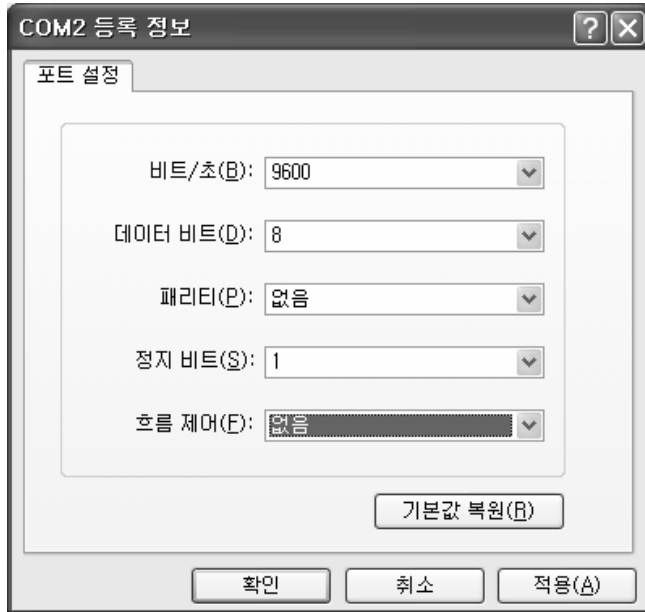 COM2 등록 정보
포트 설정
비트/초(B): 9600
데이터 비트(D): 8
패리티(P): 없음
정지 비트(S): 1
흐름 제어(F): 없음
기본값 복원(R)
확인 취소 적용(A)